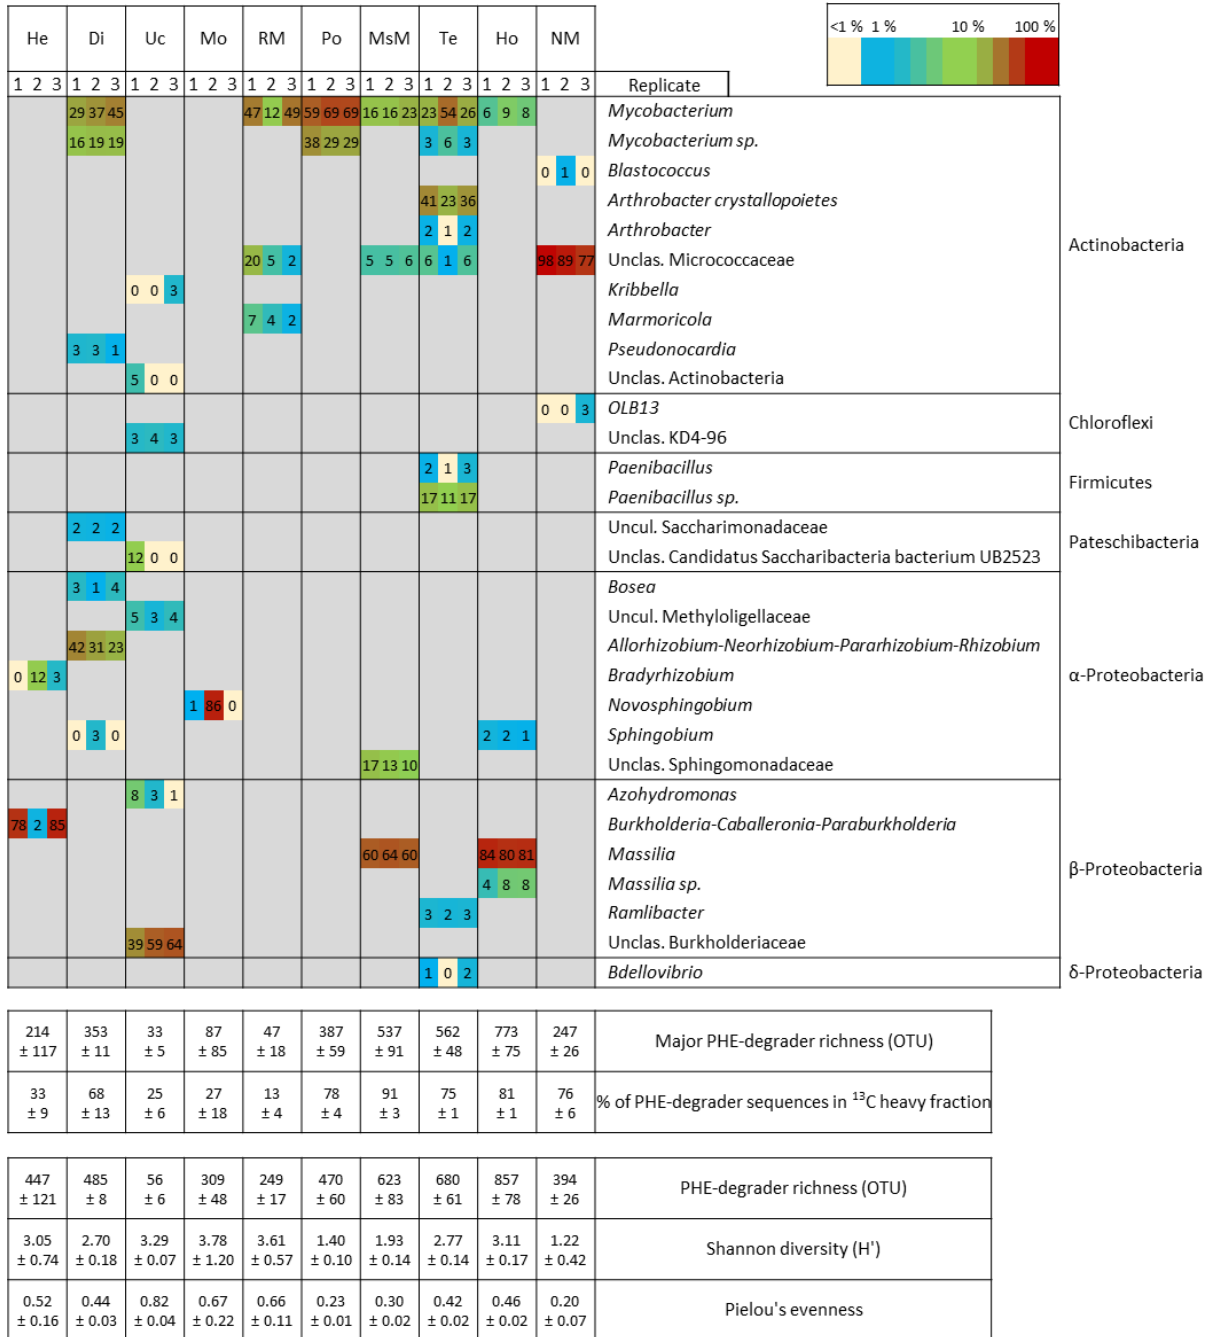 <1 % 1 % 10 % 100 %
He Di Uc Mo RM Po MsM Te Ho NM
1 2 3 1 2 3 1 2 3 1 2 3 1 2 3 1 2 3 1 2 3 1 2 3 1 2 3 1 2 3 Replicate
29 37 45 47 12 49 59 69 69 16 16 23 23 54 26 6 9 8 Mycobacterium
16 19 19 38 29 29 3 6 3 Mycobacterium sp.
0 1 0 Blastococcus
41 23 36 Arthrobacter crystallopoietes
2 1 2 Arthrobacter
Actinobacteria
20 5 2 5 5 6 6 1 6 98 89 77 Unclas. Micrococcaceae
0 0 3 Kribbella
7 4 2 Marmoricola
3 3 1 Pseudonocardia
5 0 0 Unclas. Actinobacteria
0 0 3 OLB13
Chloroflexi
3 4 3 Unclas. KD4-96
2 1 3 Paenibacillus
Firmicutes
17 11 17 Paenibacillus sp.
2 2 2 Uncul. Saccharimonadaceae
Pateschibacteria
12 0 0 Unclas. Candidatus Saccharibacteria bacterium UB2523
3 1 4 Bosea
5 3 4 Uncul. Methyloligellaceae
42 31 23 Allorhizobium-Neorhizobium-Pararhizobium-Rhizobium
0 12 3 Bradyrhizobium α-Proteobacteria
1 86 0 Novosphingobium
0 3 0 2 2 1 Sphingobium
17 13 10 Unclas. Sphingomonadaceae
8 3 1 Azohydromonas
78 2 85 Burkholderia-Caballeronia-Paraburkholderia
60 64 60 84 80 81 Massilia
β-Proteobacteria
4 8 8 Massilia sp.
3 2 3 Ramlibacter
39 59 64 Unclas. Burkholderiaceae
1 0 2 Bdellovibrio δ-Proteobacteria
214 353 33 87 47 387 537 562 773 247
Major PHE-degrader richness (OTU)
± 117 ± 11 ± 5 ± 85 ± 18 ± 59 ± 91 ± 48 ± 75 ± 26
33 68 25 27 13 78 91 75 81 76
% of PHE-degrader sequences in ¹³C heavy fraction
± 9 ± 13 ± 6 ± 18 ± 4 ± 4 ± 3 ± 1 ± 1 ± 6
447 485 56 309 249 470 623 680 857 394
PHE-degrader richness (OTU)
± 121 ± 8 ± 6 ± 48 ± 17 ± 60 ± 83 ± 61 ± 78 ± 26
3.05 2.70 3.29 3.78 3.61 1.40 1.93 2.77 3.11 1.22
Shannon diversity (H')
± 0.74 ± 0.18 ± 0.07 ± 1.20 ± 0.57 ± 0.10 ± 0.14 ± 0.14 ± 0.17 ± 0.42
0.52 0.44 0.82 0.67 0.66 0.23 0.30 0.42 0.46 0.20
Pielou's evenness
± 0.16 ± 0.03 ± 0.04 ± 0.22 ± 0.11 ± 0.01 ± 0.02 ± 0.02 ± 0.02 ± 0.07